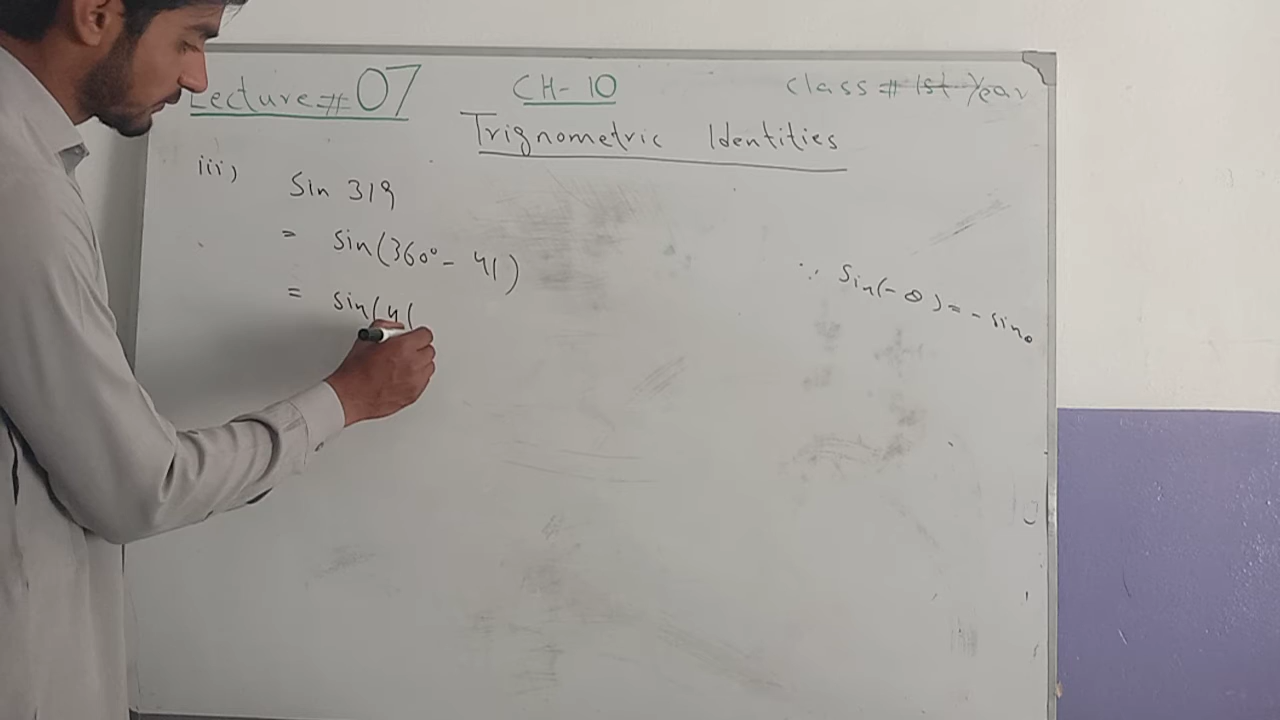 Lecture # 07 CH- 10 Class # 1st Year
Trignometric Identities
iii) Sin 319
= Sin(360° - 41)
= Sin(41
∵ Sin(-θ) = - Sinθ